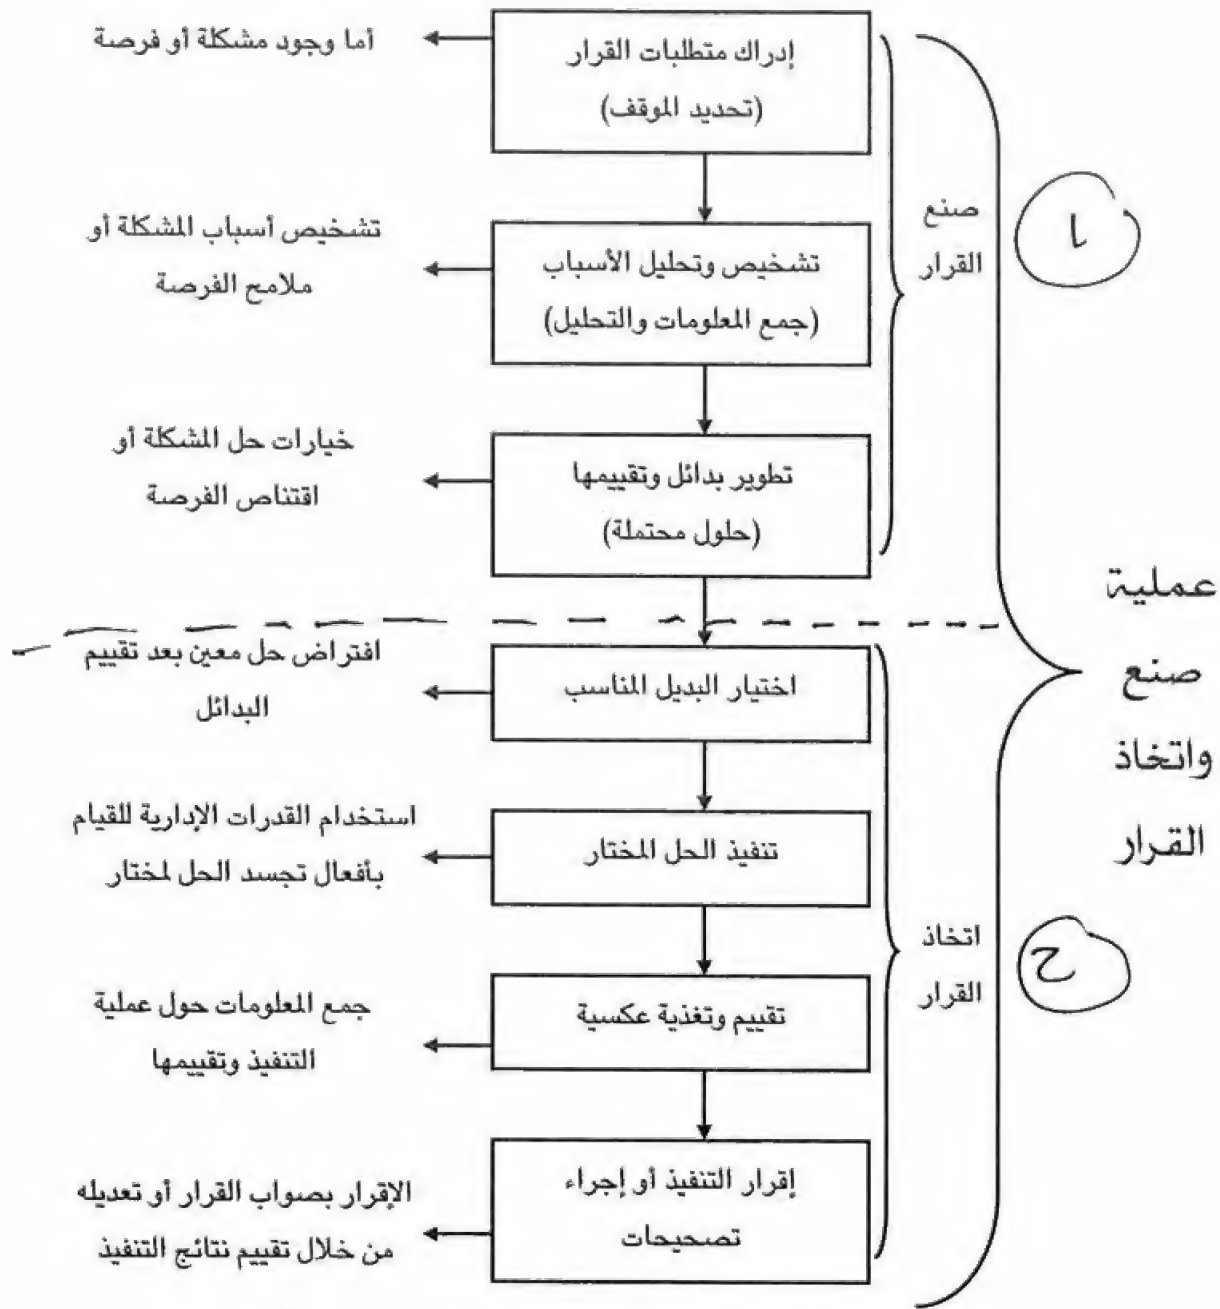 إدراك متطلبات القرار
(تحديد الموقف)
أما وجود مشكلة أو فرصة
تشخيص وتحليل الأسباب
(جمع المعلومات والتحليل)
تشخيص أسباب المشكلة أو
ملامح الفرصة
تطوير بدائل وتقييمها
(حلول محتملة)
خيارات حل المشكلة أو
اقتناص الفرصة
صنع
القرار
اختيار البديل المناسب
افتراض حل معين بعد تقييم
البدائل
تنفيذ الحل المختار
استخدام القدرات الإدارية للقيام
بأفعال تجسد الحل لمختار
تقييم وتغذية عكسية
جمع المعلومات حول عملية
التنفيذ وتقييمها
إقرار التنفيذ أو إجراء
تصحيحات
الإقرار بصواب القرار أو تعديله
من خلال تقييم نتائج التنفيذ
اتخاذ
القرار
عملية
صنع
واتخاذ
القرار